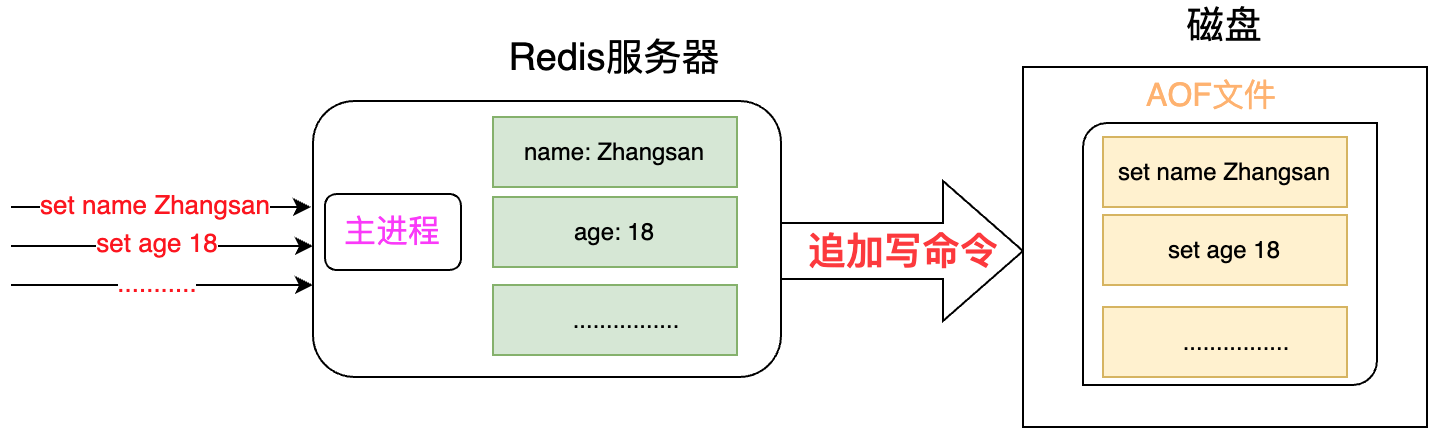 Redis服务器
磁盘
AOF文件
set name Zhangsan
set age 18
...........
主进程
name: Zhangsan
age: 18
................
追加写命令
set name Zhangsan
set age 18
................